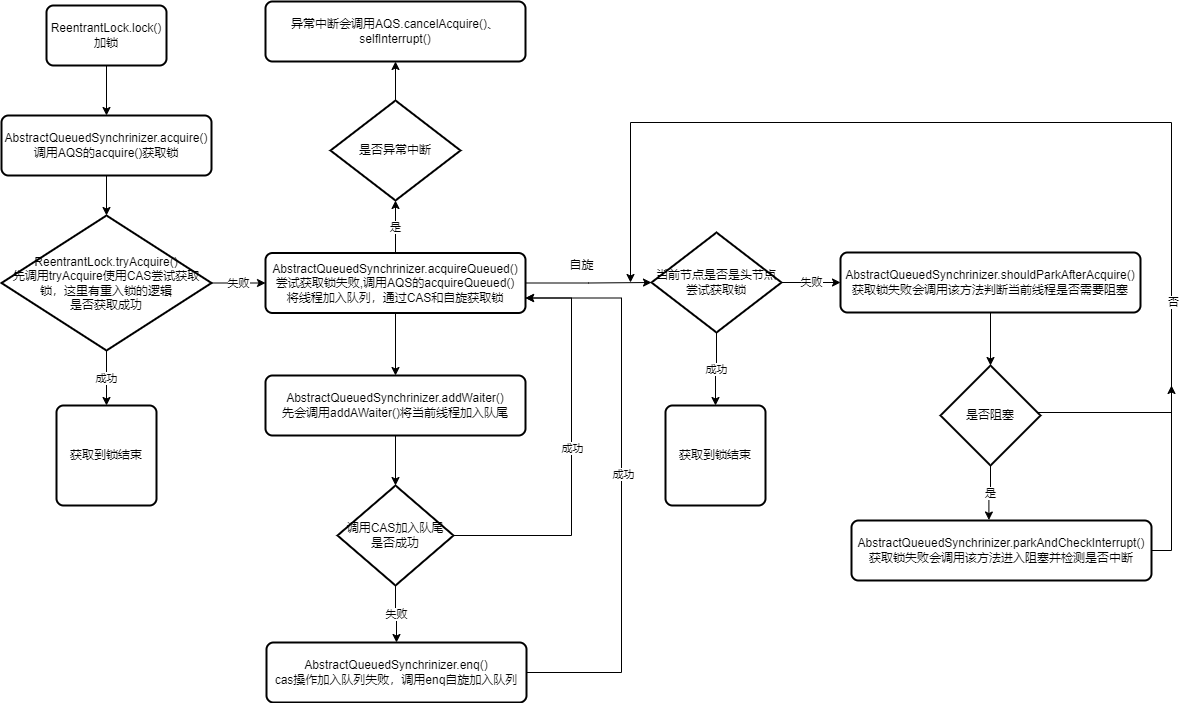 ReentrantLock.lock()
加锁
AbstractQueuedSynchrinizer.acquire()
调用AQS的acquire()获取锁
ReentrantLock.tryAcquire()
先调用tryAcquire使用CAS尝试获取
锁，这里有重入锁的逻辑
是否获取成功
失败
成功
获取到锁结束
异常中断会调用AQS.cancelAcquire()、
selfInterrupt()
是否异常中断
是
AbstractQueuedSynchrinizer.acquireQueued()
尝试获取锁失败,调用AQS的acquireQueued()
将线程加入队列，通过CAS和自旋获取锁
AbstractQueuedSynchrinizer.addWaiter()
先会调用addAWaiter()将当前线程加入队尾
调用CAS加入队尾
是否成功
成功
成功
失败
AbstractQueuedSynchrinizer.enq()
cas操作加入队列失败，调用enq自旋加入队列
自旋
当前节点是否是头节点
尝试获取锁
失败
成功
获取到锁结束
AbstractQueuedSynchrinizer.shouldParkAfterAcquire()
获取锁失败会调用该方法判断当前线程是否需要阻塞
否
是否阻塞
是
AbstractQueuedSynchrinizer.parkAndCheckInterrupt()
获取锁失败会调用该方法进入阻塞并检测是否中断